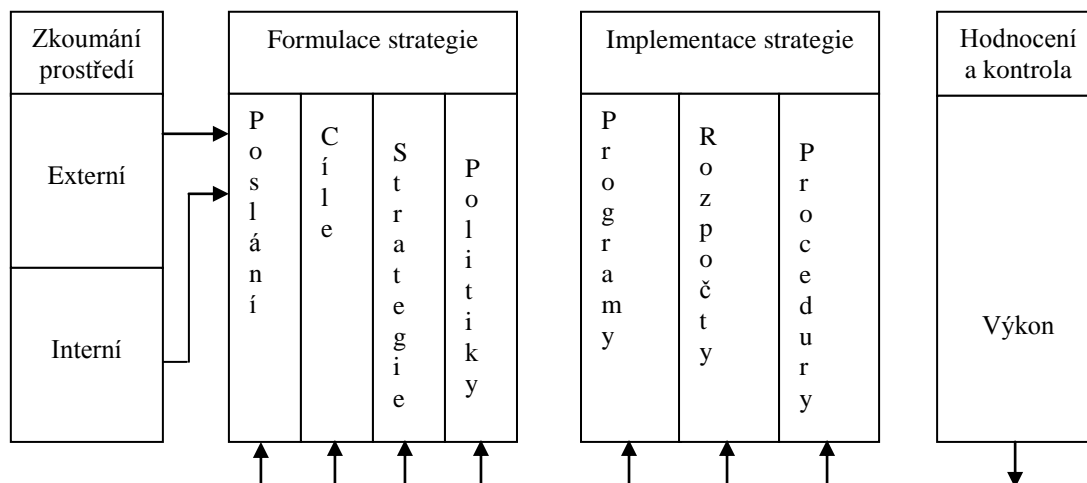 Zkoumání
prostředí
Externí
Interní
Formulace strategie
Poslání
Cíle
Strategie
Politiky
Implementace strategie
Programy
Rozpočty
Procedury
Hodnocení
a kontrola
Výkon